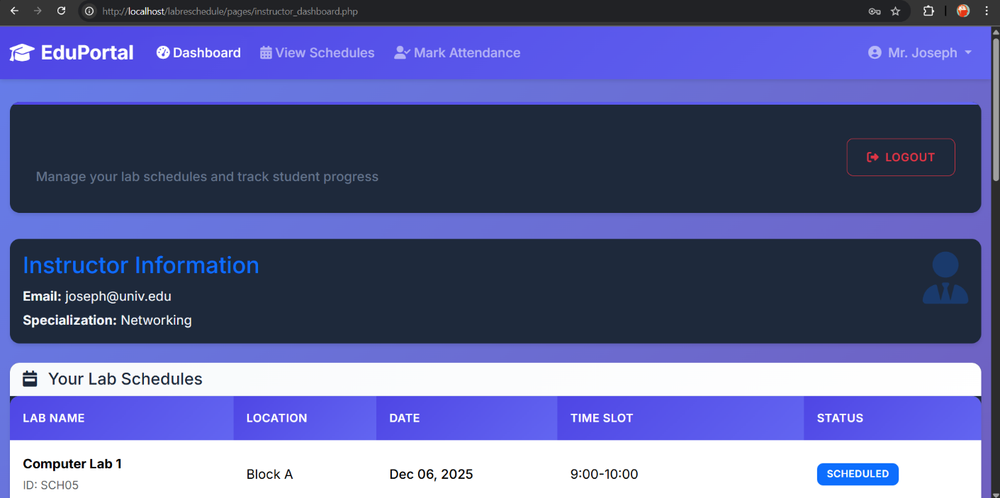 http://localhost/labreschedule/pages/instructor_dashboard.php
EduPortal Dashboard View Schedules Mark Attendance Mr. Joseph
LOGOUT
Manage your lab schedules and track student progress
Instructor Information
Email: joseph@univ.edu
Specialization: Networking
Your Lab Schedules
LAB NAME LOCATION DATE TIME SLOT STATUS
Computer Lab 1 Block A Dec 06, 2025 9:00-10:00 SCHEDULED
ID: SCH05